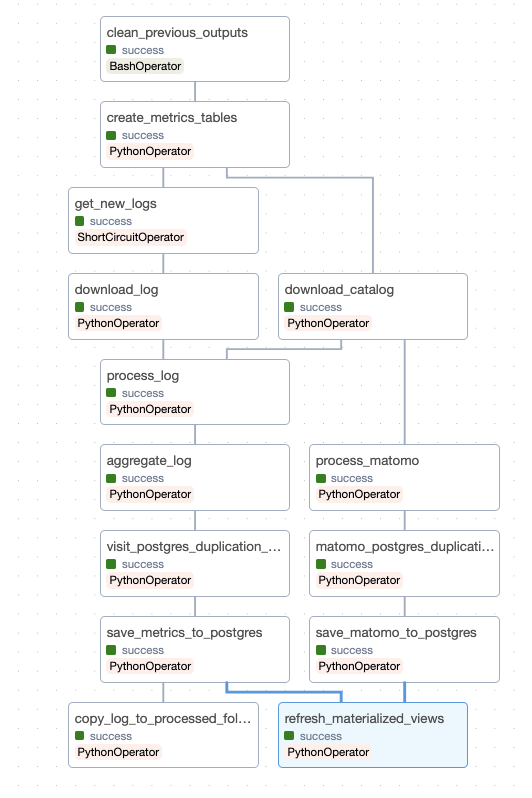 clean_previous_outputs
success
BashOperator
create_metrics_tables
success
PythonOperator
get_new_logs
success
ShortCircuitOperator
download_log
success
PythonOperator
download_catalog
success
PythonOperator
process_log
success
PythonOperator
aggregate_log
success
PythonOperator
process_matomo
success
PythonOperator
visit_postgres_duplication_...
success
PythonOperator
matomo_postgres_duplicati...
success
PythonOperator
save_metrics_to_postgres
success
PythonOperator
save_matomo_to_postgres
success
PythonOperator
copy_log_to_processed_fol...
success
PythonOperator
refresh_materialized_views
success
PythonOperator